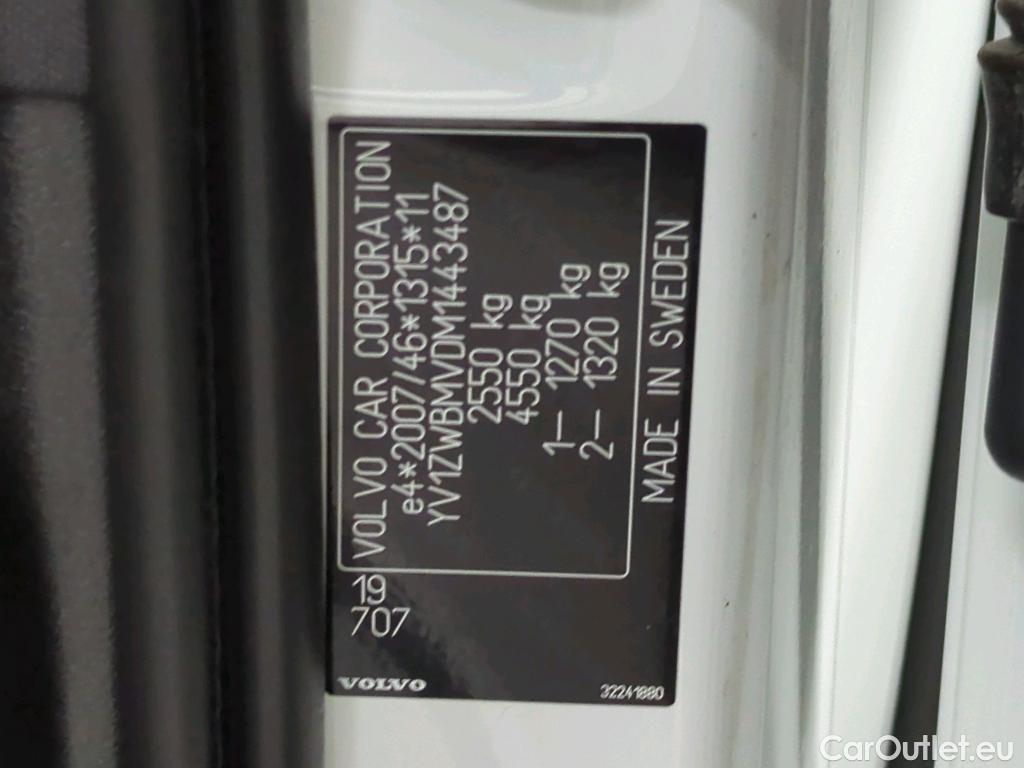 VOLVO CAR CORPORATION
e4*2007/46*1315*11
YV1ZWBMVDM1443487
2550 kg
4550 kg
1– 1270 kg
2– 1320 kg
MADE IN SWEDEN
19
707
VOLVO
32241880
CarOutlet.eu